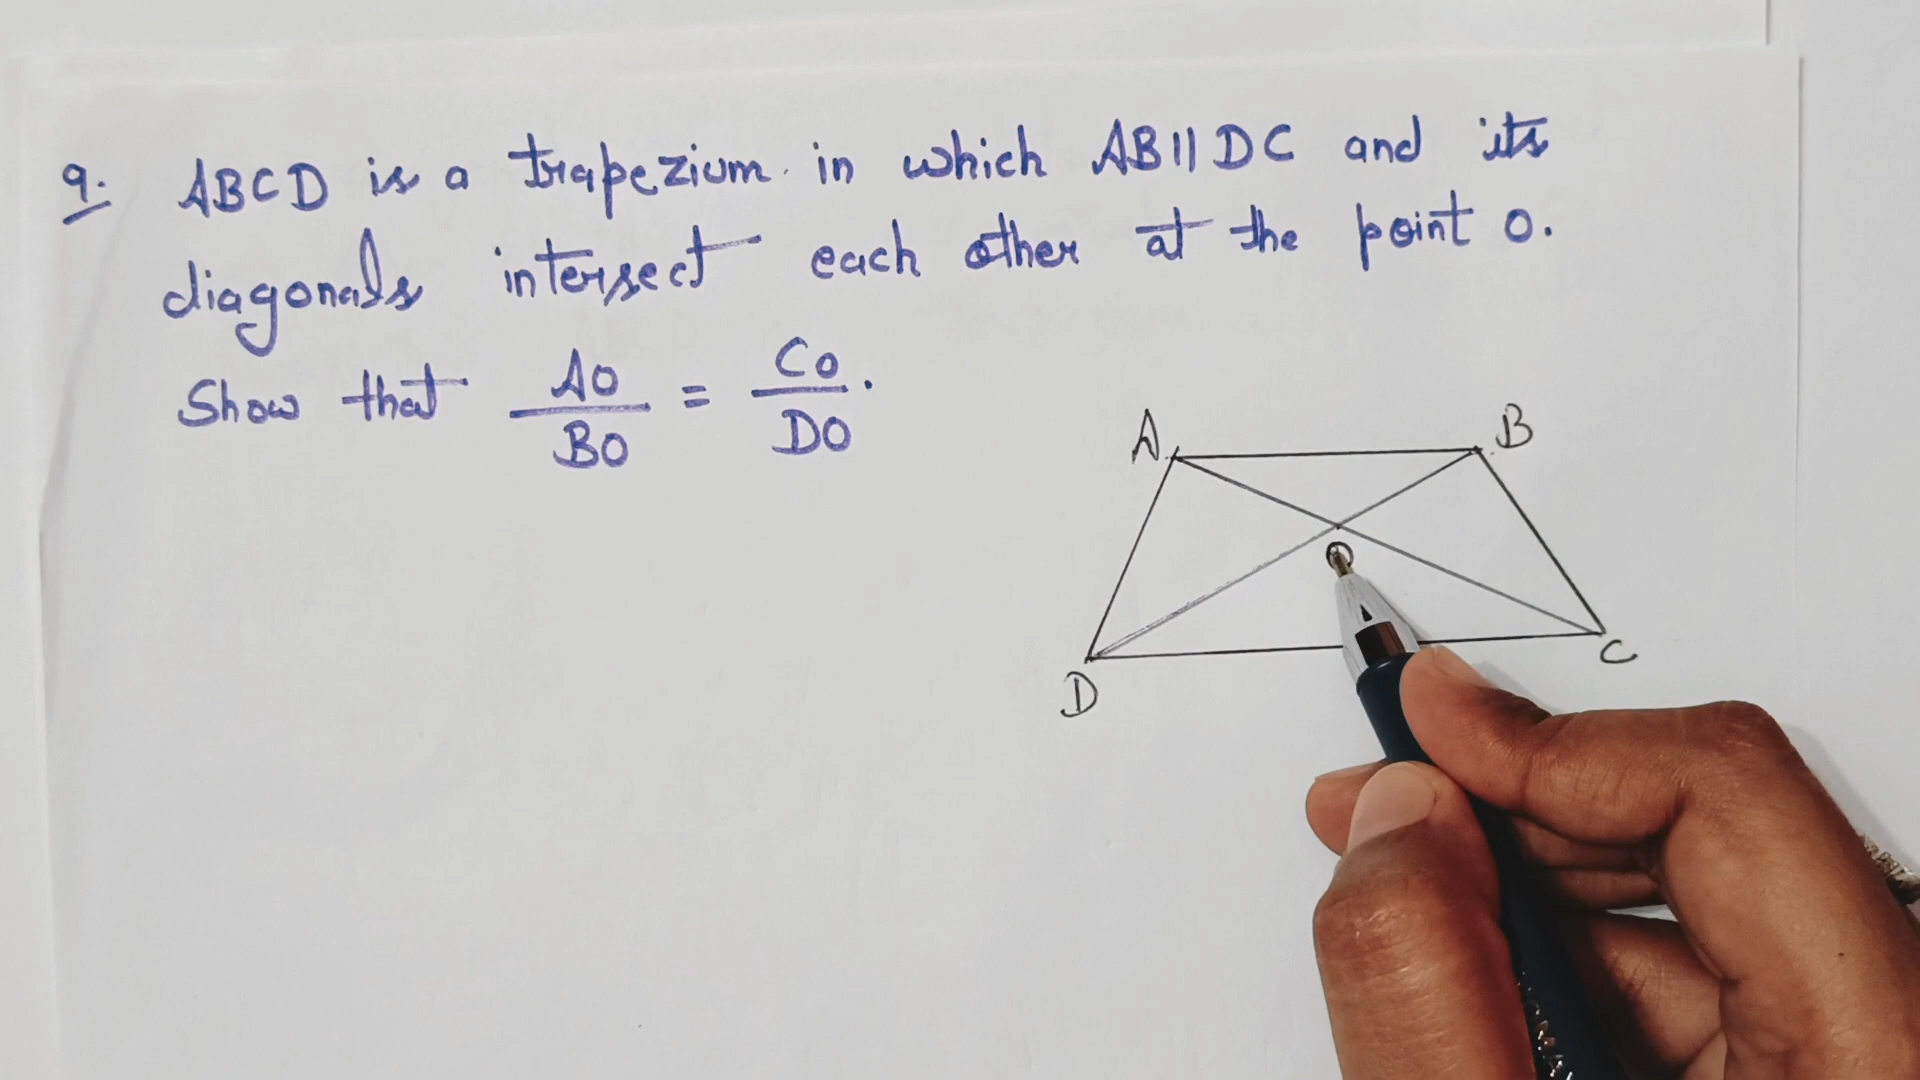 9. ABCD is a trapezium in which AB||DC and its
diagonals intersect each other at the point O.
Show that AO/BO = CO/DO.
A
B
O
C
D